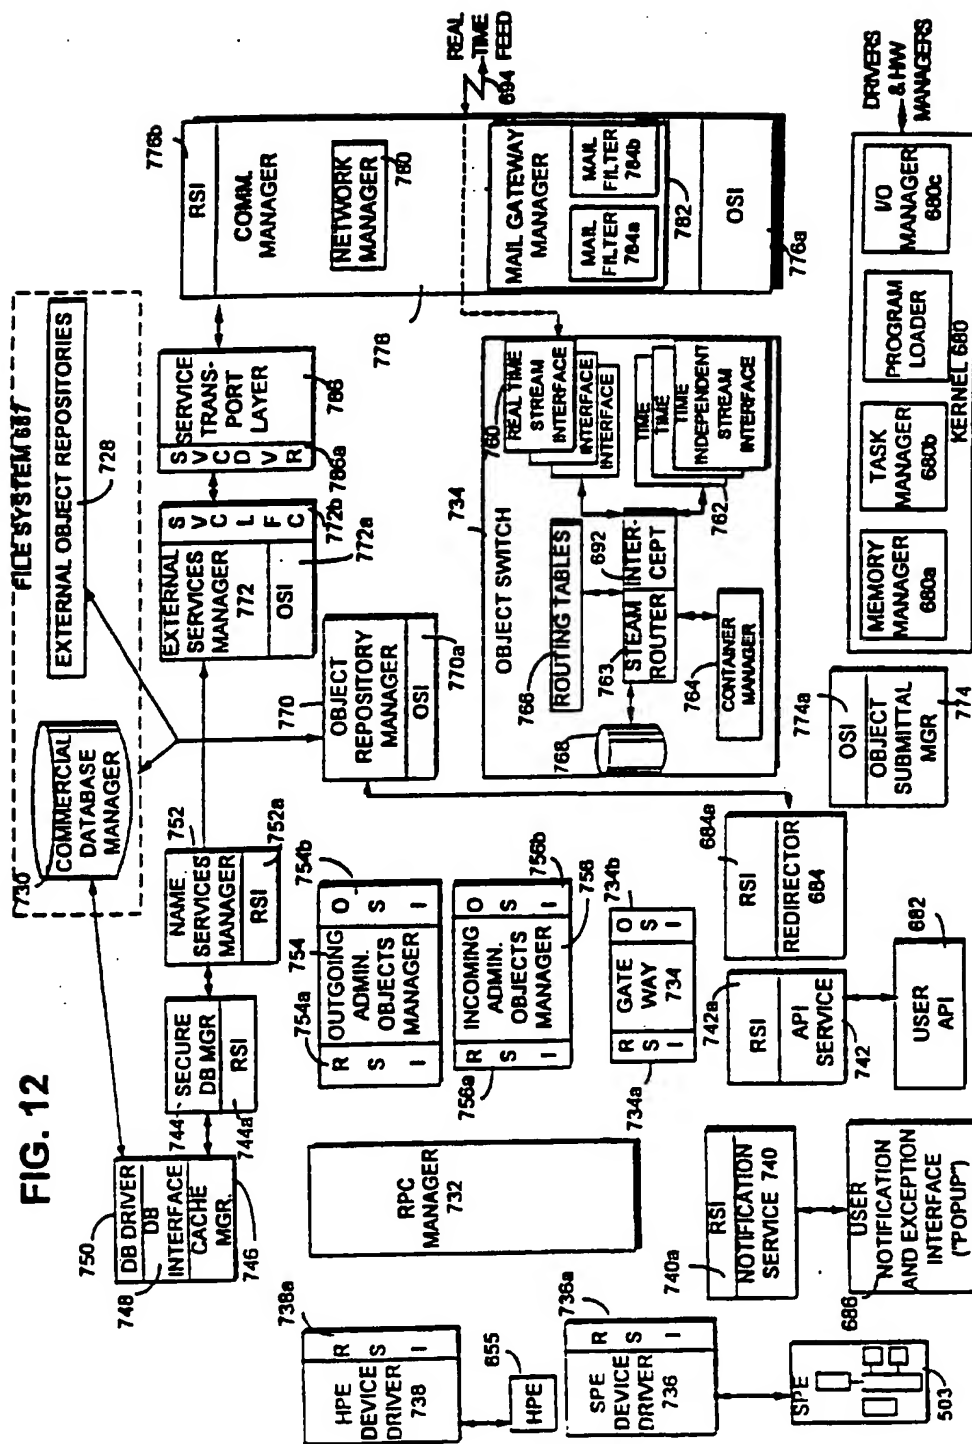 FIG. 12
FILE SYSTEM 687
730
COMMERCIAL
DATABASE
MANAGER
EXTERNAL OBJECT REPOSITORIES
728
750
DB DRIVER
DB
INTERFACE
748
CACHE
MGR.
746
744
SECURE
DB MGR
RSI
744a
752
NAME
SERVICES
MANAGER
RSI
752a
EXTERNAL
SERVICES
MANAGER
772
OSI
772a
S
V
C
L
F
C
772b
S
V
C
D
V
R
786a
SERVICE
TRANS-
PORT
LAYER
786
776b
RSI
COMM.
MANAGER
NETWORK
MANAGER
780
778
MAIL GATEWAY
MANAGER
MAIL
FILTER
784a
MAIL
FILTER
784b
782
OSI
776a
REAL
TIME
FEED
694
770
OBJECT
REPOSITORY
MANAGER
OSI
770a
754a
R
S
I
754
OUTGOING
ADMIN.
OBJECTS
MANAGER
754b
O
S
I
756a
R
S
I
INCOMING
ADMIN.
OBJECTS
MANAGER
756b
O
S
I
756
734
OBJECT SWITCH
766
ROUTING TABLES
768
763
STEAM
ROUTER
692
INTER-
CEPT
764
CONTAINER
MANAGER
760
REAL TIME
STREAM
INTERFACE
INTERFACE
INTERFACE
TIME
TIME
TIME
INDEPENDENT
STREAM
INTERFACE
762
RPC
MANAGER
732
R
S
I
734a
GATE
WAY
734
O
S
I
734b
738a
R
S
I
HPE
DEVICE
DRIVER
738
655
HPE
736a
R
S
I
SPE
DEVICE
DRIVER
736
SPE
503
740a
RSI
NOTIFICATION
SERVICE 740
686
USER
NOTIFICATION
AND EXCEPTION
INTERFACE
("POPUP")
742a
RSI
API
SERVICE
742
USER
API
682
684a
RSI
REDIRECTOR
684
774a
OSI
OBJECT
SUBMITTAL
MGR
774
MEMORY
MANAGER
680a
TASK
MANAGER
680b
PROGRAM
LOADER
I/O
MANAGER
680c
KERNEL 680
DRIVERS
& HW
MANAGERS